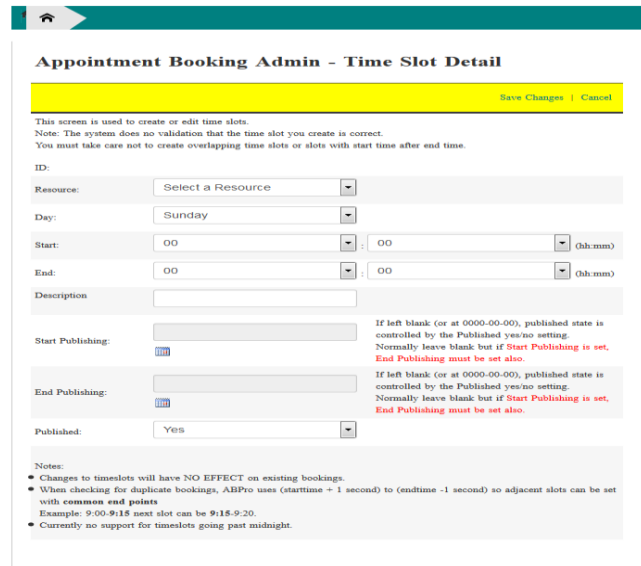 Appointment Booking Admin - Time Slot Detail
Save Changes | Cancel
This screen is used to create or edit time slots.
Note: The system does no validation that the time slot you create is correct.
You must take care not to create overlapping time slots or slots with start time after end time.
ID:
Resource: Select a Resource
Day: Sunday
Start: 00 : 00 (hh:mm)
End: 00 : 00 (hh:mm)
Description
Start Publishing:
If left blank (or at 0000-00-00), published state is
controlled by the Published yes/no setting.
Normally leave blank but if Start Publishing is set,
End Publishing must be set also.
End Publishing:
If left blank (or at 0000-00-00), published state is
controlled by the Published yes/no setting.
Normally leave blank but if Start Publishing is set,
End Publishing must be set also.
Published: Yes
Notes:
• Changes to timeslots will have NO EFFECT on existing bookings.
• When checking for duplicate bookings, ABPro uses (starttime + 1 second) to (endtime -1 second) so adjacent slots can be set
with common end points
Example: 9:00-9:15 next slot can be 9:15-9:20.
• Currently no support for timeslots going past midnight.